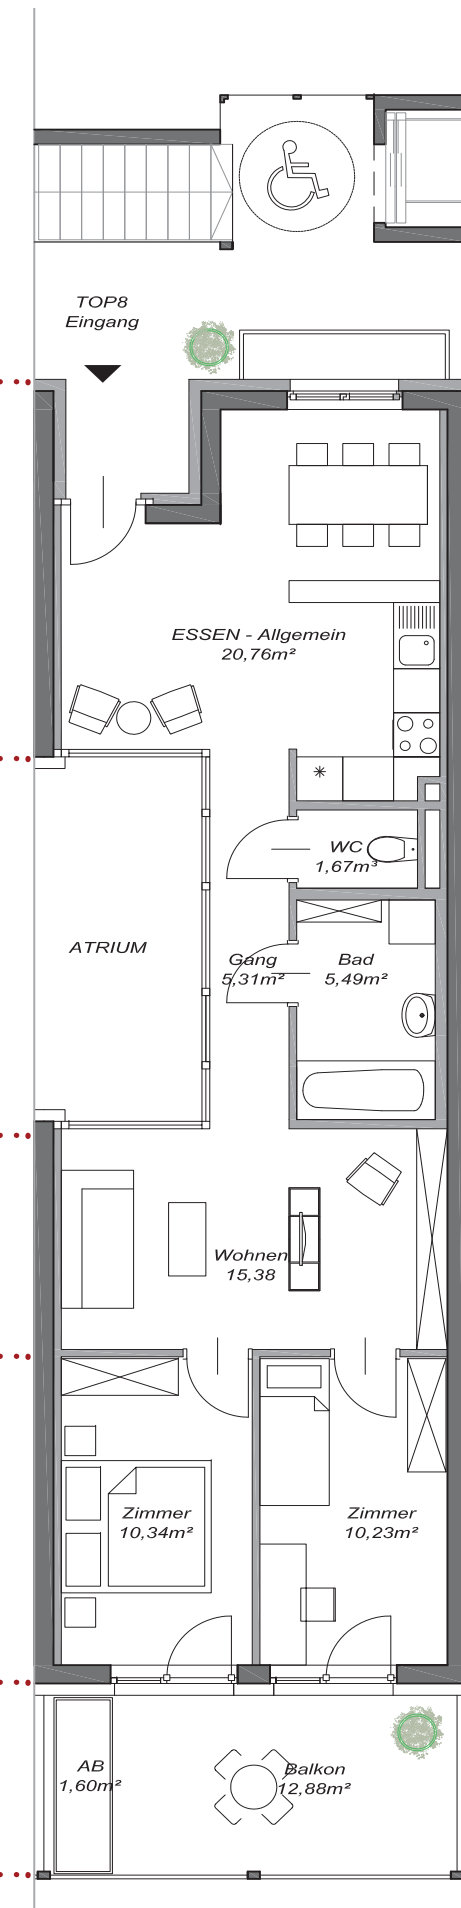 TOP8
Eingang
ESSEN - Allgemein
20,76m²
WC
1,67m³
ATRIUM
Gang
5,31m²
Bad
5,49m²
Wohnen
15,38
Zimmer
10,34m²
Zimmer
10,23m²
AB
1,60m²
Balkon
12,88m²